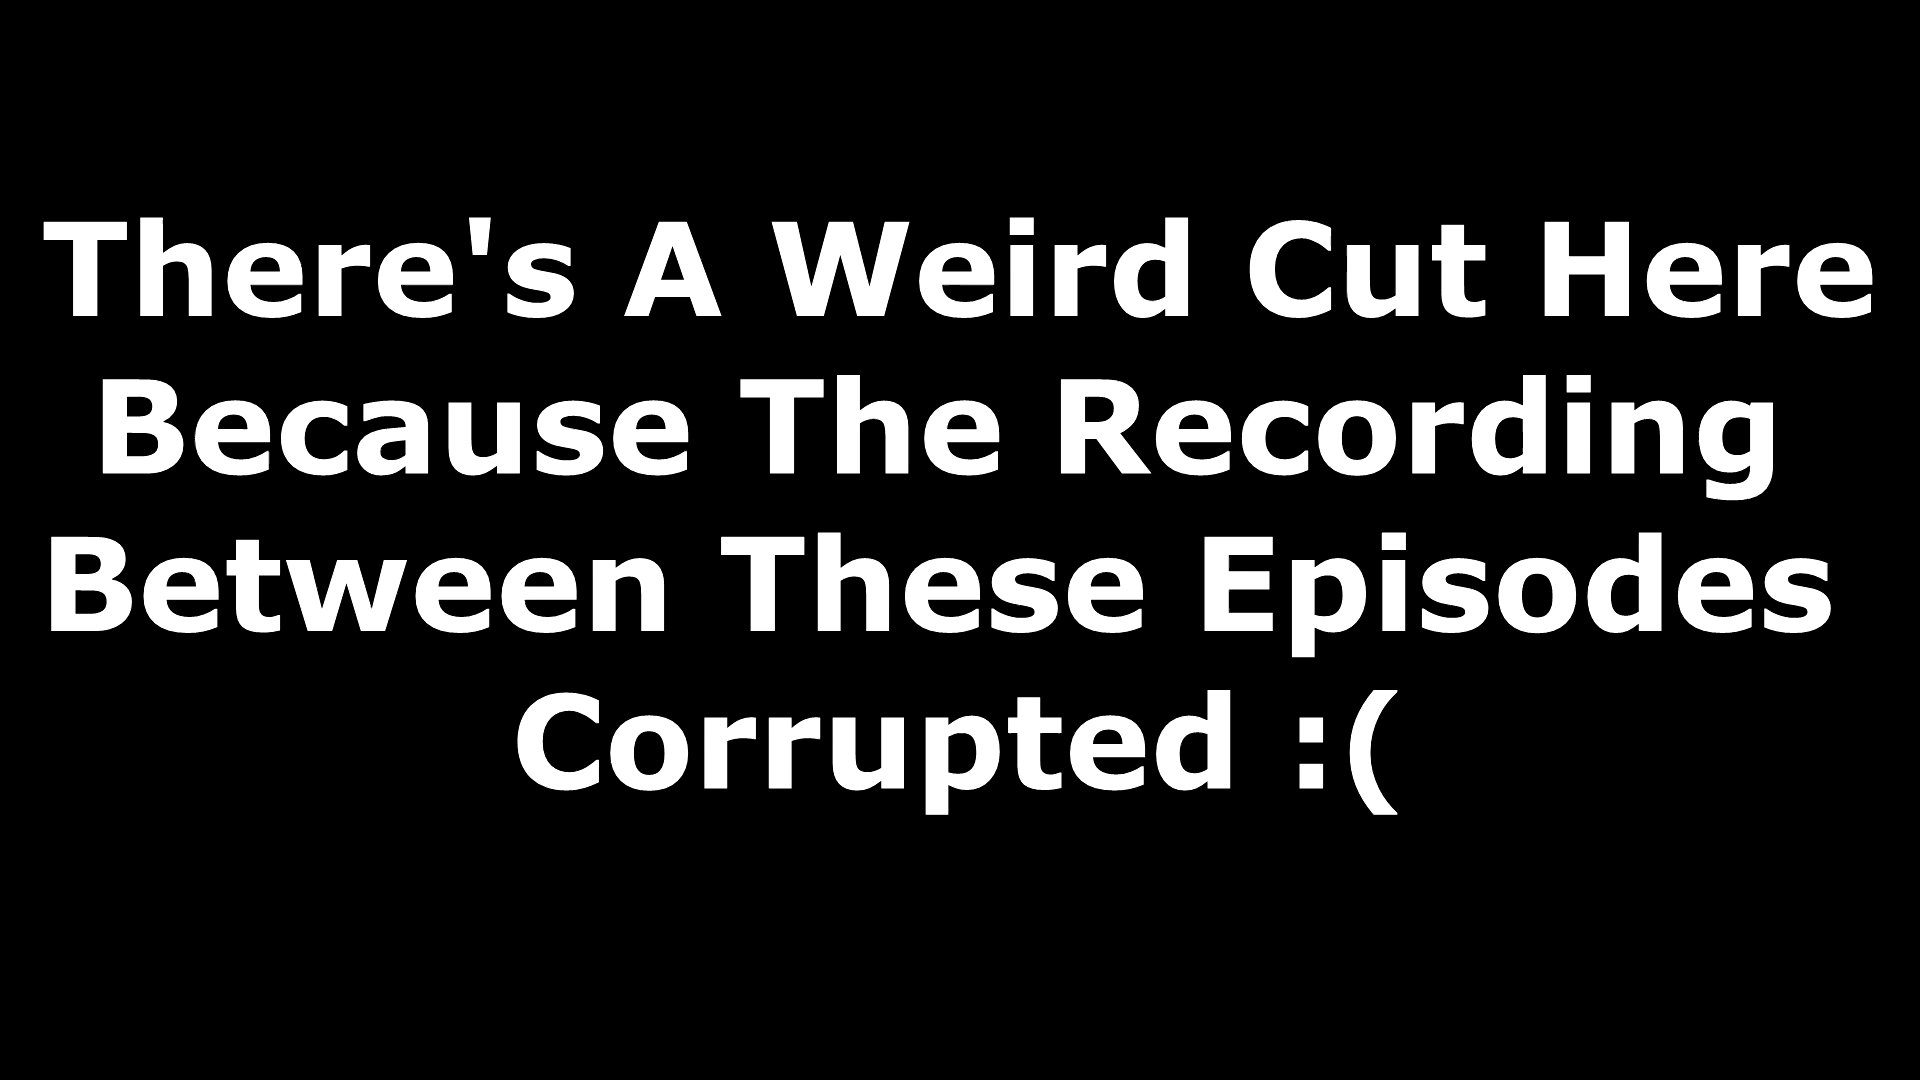 There's A Weird Cut Here
Because The Recording
Between These Episodes
Corrupted :(